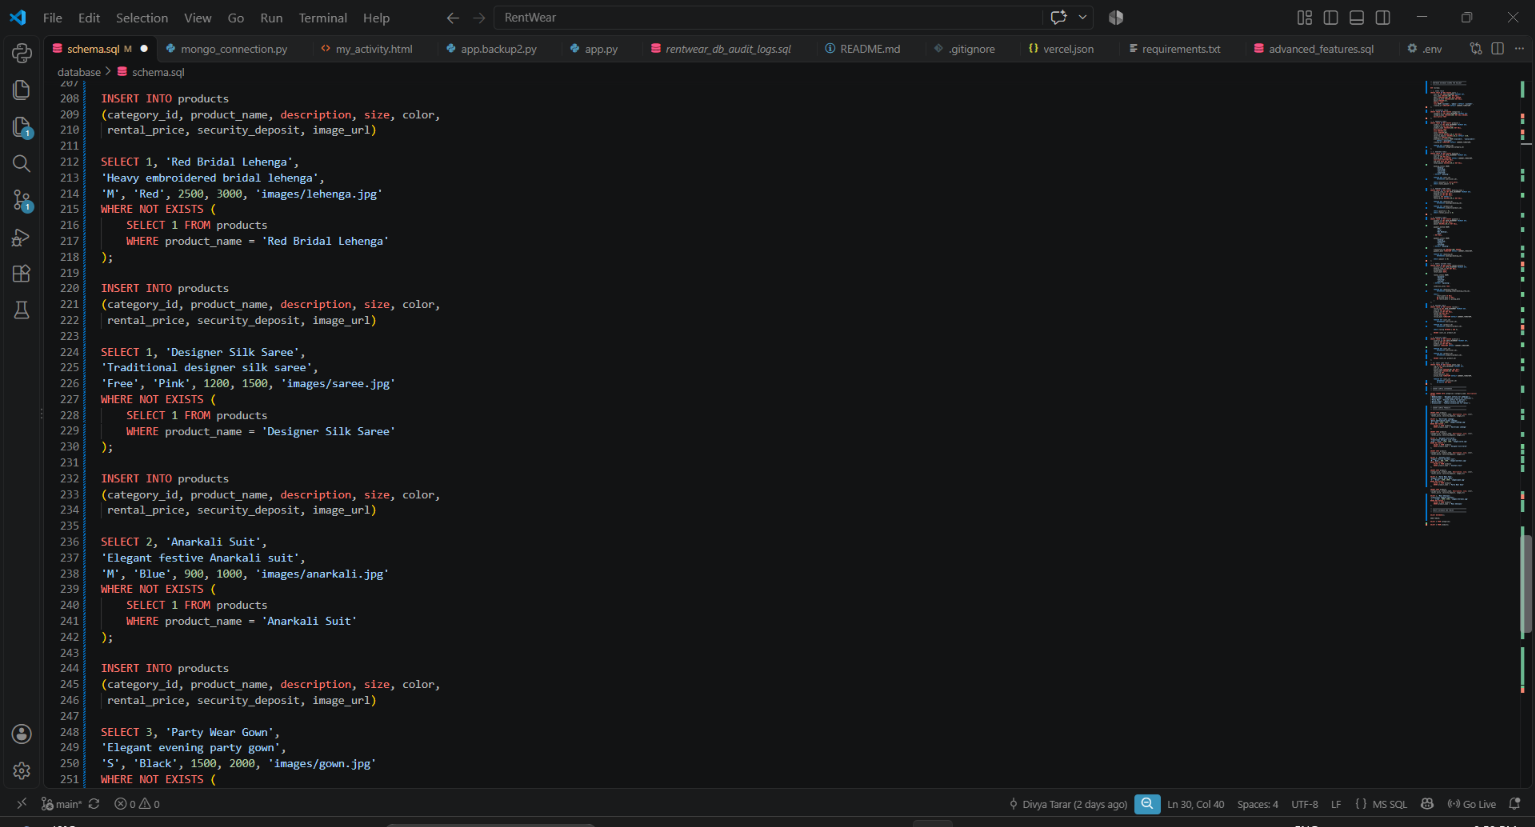 File Edit Selection View Go Run Terminal Help
RentWear
schema.sql M
mongo_connection.py
my_activity.html
app.backup2.py
app.py
rentwear_db_audit_logs.sql
README.md
.gitignore
vercel.json
requirements.txt
advanced_features.sql
.env
database > schema.sql
207
208 INSERT INTO products
209 (category_id, product_name, description, size, color,
210 rental_price, security_deposit, image_url)
211
212 SELECT 1, 'Red Bridal Lehenga',
213 'Heavy embroidered bridal lehenga',
214 'M', 'Red', 2500, 3000, 'images/lehenga.jpg'
215 WHERE NOT EXISTS (
216 SELECT 1 FROM products
217 WHERE product_name = 'Red Bridal Lehenga'
218 );
219
220 INSERT INTO products
221 (category_id, product_name, description, size, color,
222 rental_price, security_deposit, image_url)
223
224 SELECT 1, 'Designer Silk Saree',
225 'Traditional designer silk saree',
226 'Free', 'Pink', 1200, 1500, 'images/saree.jpg'
227 WHERE NOT EXISTS (
228 SELECT 1 FROM products
229 WHERE product_name = 'Designer Silk Saree'
230 );
231
232 INSERT INTO products
233 (category_id, product_name, description, size, color,
234 rental_price, security_deposit, image_url)
235
236 SELECT 2, 'Anarkali Suit',
237 'Elegant festive Anarkali suit',
238 'M', 'Blue', 900, 1000, 'images/anarkali.jpg'
239 WHERE NOT EXISTS (
240 SELECT 1 FROM products
241 WHERE product_name = 'Anarkali Suit'
242 );
243
244 INSERT INTO products
245 (category_id, product_name, description, size, color,
246 rental_price, security_deposit, image_url)
247
248 SELECT 3, 'Party Wear Gown',
249 'Elegant evening party gown',
250 'S', 'Black', 1500, 2000, 'images/gown.jpg'
251 WHERE NOT EXISTS (
1
1
main* 0 0 Divya Tarar (2 days ago) Ln 30, Col 40 Spaces: 4 UTF-8 LF {} MS SQL Go Live